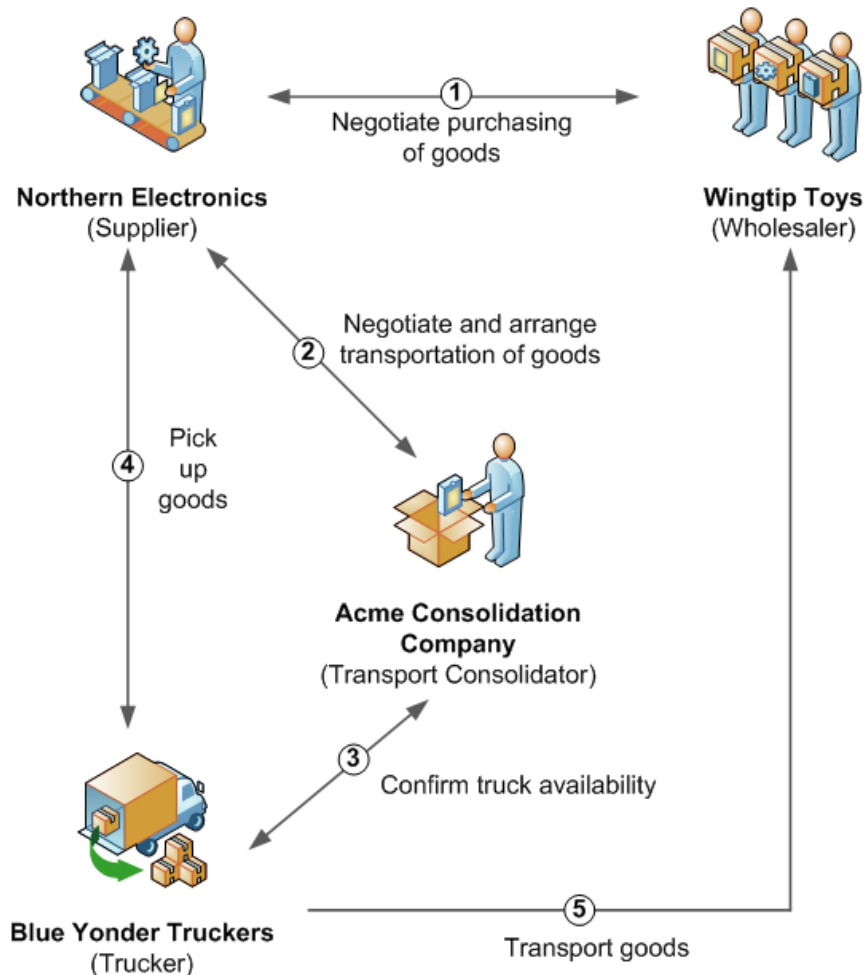 1
Negotiate purchasing
of goods
Northern Electronics
(Supplier)
Wingtip Toys
(Wholesaler)
2
Negotiate and arrange
transportation of goods
4
Pick
up
goods
Acme Consolidation
Company
(Transport Consolidator)
3
Confirm truck availability
Blue Yonder Truckers
(Trucker)
5
Transport goods